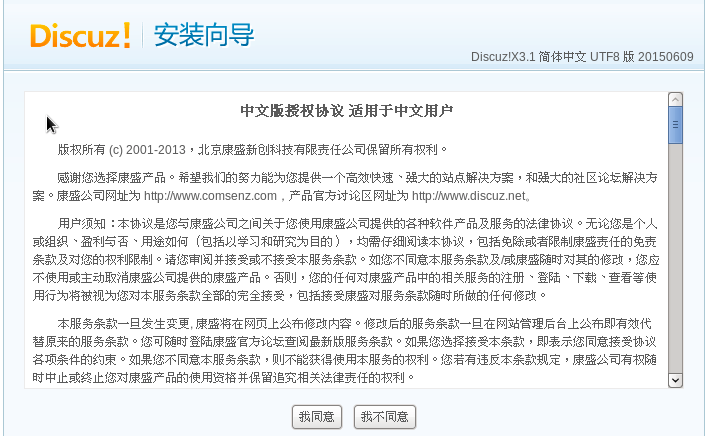 Discuz! 安装向导
Discuz!X3.1 简体中文 UTF8 版 20150609
中文版授权协议 适用于中文用户
版权所有 (c) 2001-2013，北京康盛新创科技有限责任公司保留所有权利。
感谢您选择康盛产品。希望我们的努力能为您提供一个高效快速、强大的站点解决方案，和强大的社区论坛解决方
案。康盛公司网址为 http://www.comsenz.com，产品官方讨论区网址为 http://www.discuz.net。
用户须知：本协议是您与康盛公司之间关于您使用康盛公司提供的各种软件产品及服务的法律协议。无论您是个人
或组织、盈利与否、用途如何（包括以学习和研究为目的），均需仔细阅读本协议，包括免除或者限制康盛责任的免责
条款及对您的权利限制。请您审阅并接受或不接受本服务条款。如您不同意本服务条款及/或康盛随时对其的修改，您应
不使用或主动取消康盛公司提供的康盛产品。否则，您的任何对康盛产品中的相关服务的注册、登陆、下载、查看等使
用行为将被视为您对本服务条款全部的完全接受，包括接受康盛对服务条款随时所做的任何修改。
本服务条款一旦发生变更, 康盛将在网页上公布修改内容。修改后的服务条款一旦在网站管理后台上公布即有效代
替原来的服务条款。您可随时登陆康盛官方论坛查阅最新版服务条款。如果您选择接受本条款，即表示您同意接受协议
各项条件的约束。如果您不同意本服务条款，则不能获得使用本服务的权利。您若有违反本条款规定，康盛公司有权随
时中止或终止您对康盛产品的使用资格并保留追究相关法律责任的权利。
我同意 我不同意